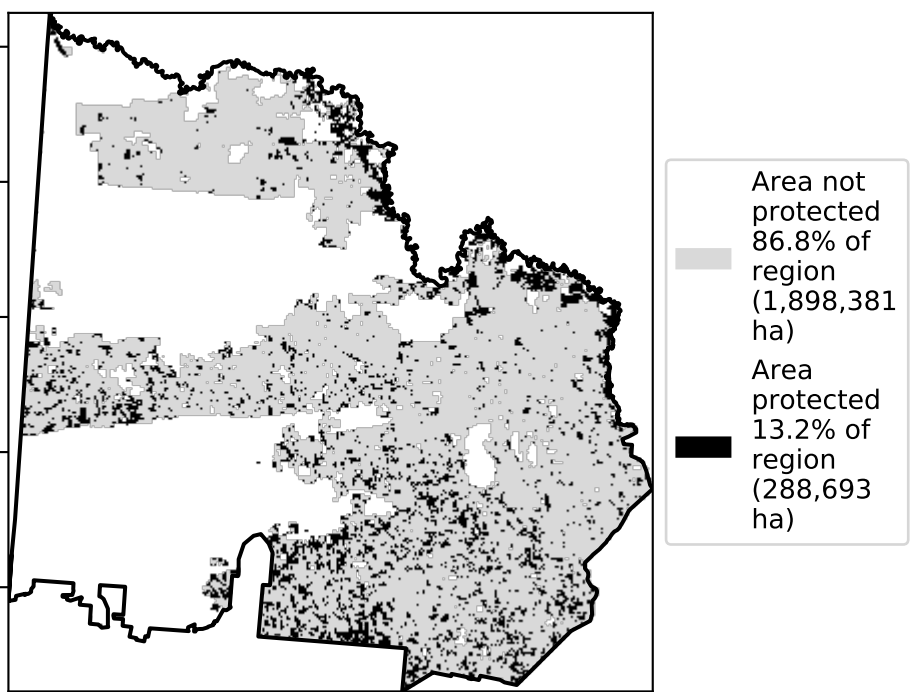 Area not
protected
86.8% of
region
(1,898,381
ha)
Area
protected
13.2% of
region
(288,693
ha)